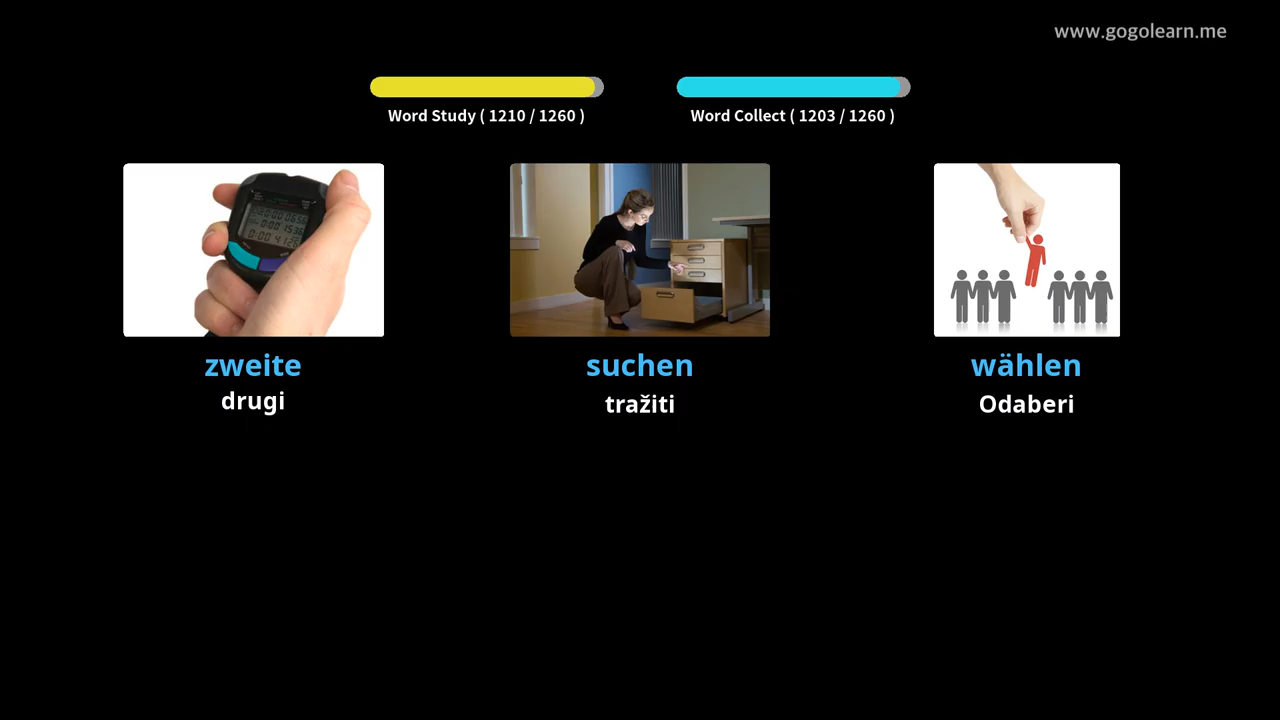 www.gogolearn.me
Word Study ( 1210 / 1260 )
Word Collect ( 1203 / 1260 )
zweite
drugi
suchen
tražiti
wählen
Odaberi